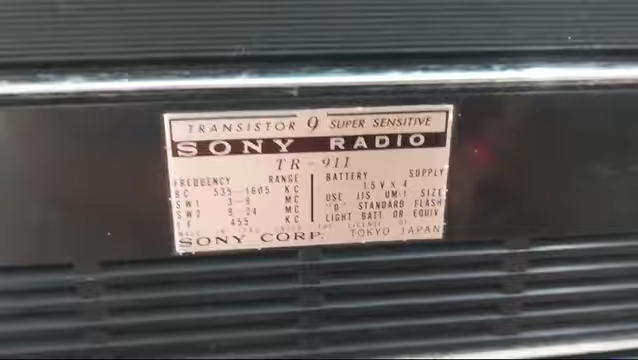 TRANSISTOR 9 SUPER SENSITIVE
SONY RADIO
TR-911
FREQUENCY RANGE
BC 535-1605 KC
SW1 3-8 MC
SW2 8-24 MC
IF 455 KC
BATTERY SUPPLY
1.5V x 4
USE JIS UM-1 SIZE
"D" STANDARD FLASH
LIGHT BATT OR EQUIV
SONY CORP. TOKYO JAPAN